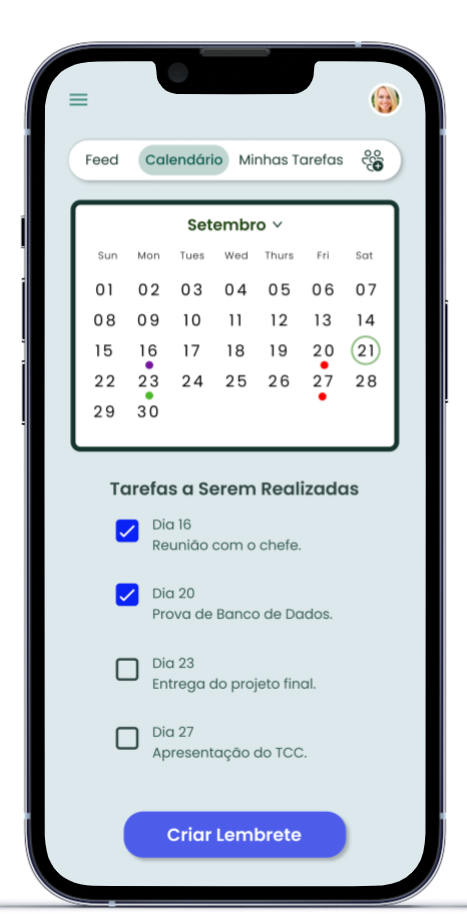 Feed Calendário Minhas Tarefas
Setembro
Sun Mon Tues Wed Thurs Fri Sat
01 02 03 04 05 06 07
08 09 10 11 12 13 14
15 16 17 18 19 20 21
22 23 24 25 26 27 28
29 30
Tarefas a Serem Realizadas
Dia 16
Reunião com o chefe.
Dia 20
Prova de Banco de Dados.
Dia 23
Entrega do projeto final.
Dia 27
Apresentação do TCC.
Criar Lembrete